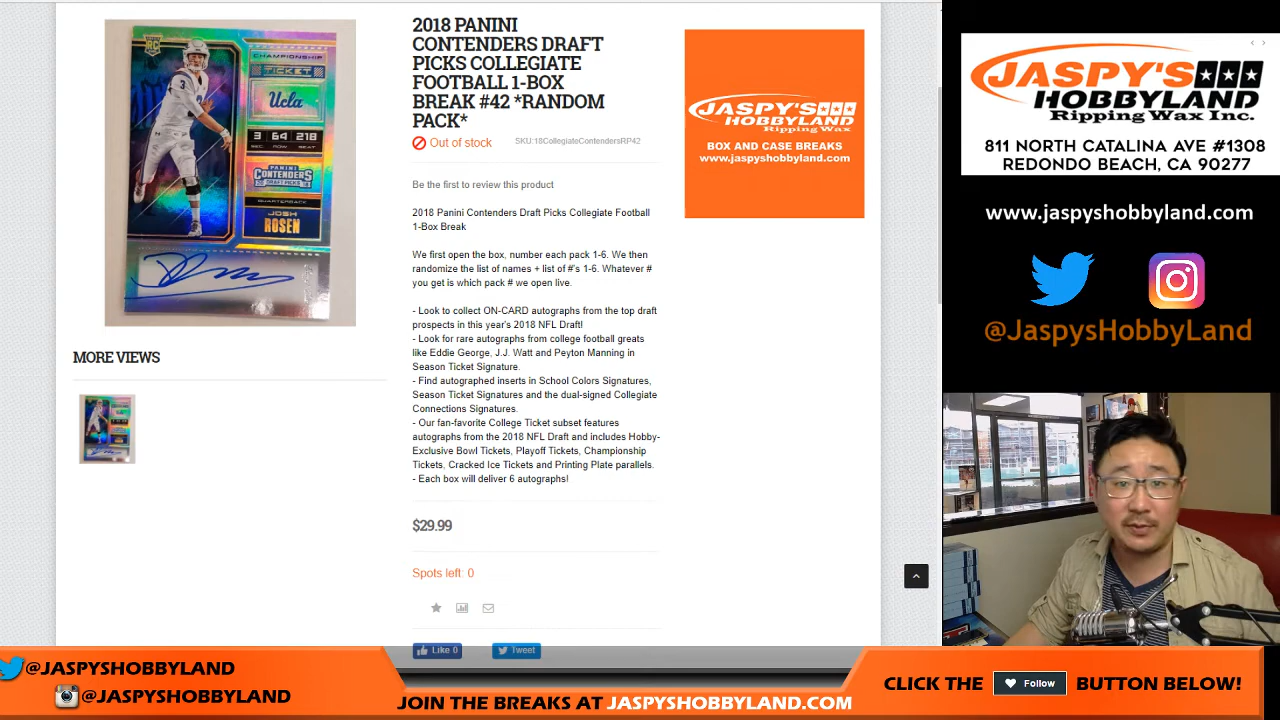 RC
CHAMPIONSHIP
TICKET
Ucla
3 64 218
SEC. ROW SEAT
PANINI
CONTENDERS
DRAFT PICKS
QUARTERBACK
JOSH
ROSEN
MORE VIEWS
2018 PANINI
CONTENDERS DRAFT
PICKS COLLEGIATE
FOOTBALL 1-BOX
BREAK #42 *RANDOM
PACK*
Out of stock
SKU:18CollegiateContendersRP42
Be the first to review this product
2018 Panini Contenders Draft Picks Collegiate Football
1-Box Break
We first open the box, number each pack 1-6. We then
randomize the list of names + list of #'s 1-6. Whatever #
you get is which pack # we open live.
- Look to collect ON-CARD autographs from the top draft
prospects in this year's 2018 NFL Draft!
- Look for rare autographs from college football greats
like Eddie George, J.J. Watt and Peyton Manning in
Season Ticket Signature.
- Find autographed inserts in School Colors Signatures,
Season Ticket Signatures and the dual-signed Collegiate
Connections Signatures.
- Our fan-favorite College Ticket subset features
autographs from the 2018 NFL Draft and includes Hobby-
Exclusive Bowl Tickets, Playoff Tickets, Championship
Tickets, Cracked Ice Tickets and Printing Plate parallels.
- Each box will deliver 6 autographs!
$29.99
Spots left: 0
Like 0
Tweet
JASPY'S
HOBBYLAND
Ripping Wax
BOX AND CASE BREAKS
www.jaspyshobbyland.com
JASPY'S
HOBBYLAND
Ripping Wax Inc.
811 NORTH CATALINA AVE #1308
REDONDO BEACH, CA 90277
www.jaspyshobbyland.com
@JaspysHobbyLand
@JASPYSHOBBYLAND
@JASPYSHOBBYLAND
JOIN THE BREAKS AT JASPYSHOBBYLAND.COM
CLICK THE Follow BUTTON BELOW!